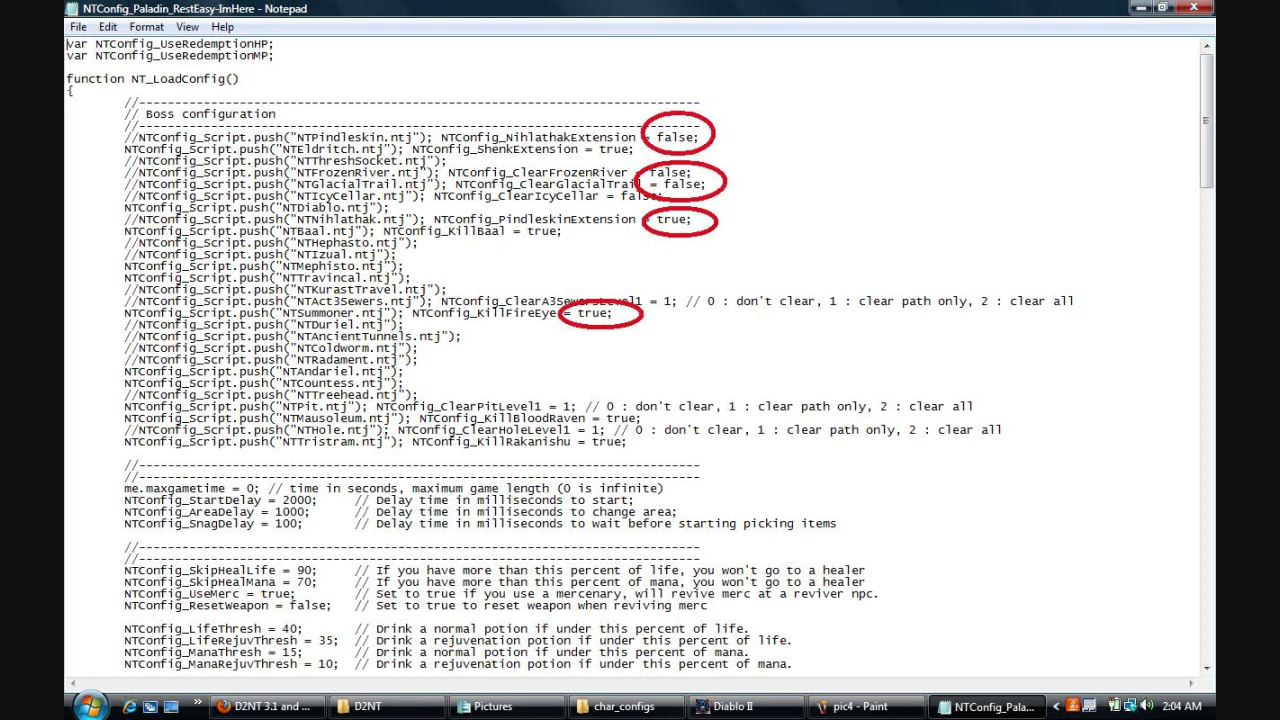 NTConfig_Paladin_RestEasy-ImHere - Notepad
File Edit Format View Help
var NTConfig_UseRedemptionHP;
var NTConfig_UseRedemptionMP;
function NT_LoadConfig()
{
//------------------------------------------------------------------------------
// Boss configuration
//------------------------------------------------------------------------------
//NTConfig_Script.push("NTPindleskin.ntj"); NTConfig_NihlathakExtension = false;
NTConfig_Script.push("NTEldritch.ntj"); NTConfig_ShenkExtension = true;
//NTConfig_Script.push("NTThreshSocket.ntj");
//NTConfig_Script.push("NTFrozenRiver.ntj"); NTConfig_ClearFrozenRiver = false;
//NTConfig_Script.push("NTGlacialTrail.ntj"); NTConfig_ClearGlacialTrail = false;
//NTConfig_Script.push("NTIcyCellar.ntj"); NTConfig_ClearIcyCellar = false;
NTConfig_Script.push("NTDiablo.ntj");
//NTConfig_Script.push("NTNihlathak.ntj"); NTConfig_PindleskinExtension = true;
NTConfig_Script.push("NTBaal.ntj"); NTConfig_KillBaal = true;
//NTConfig_Script.push("NTHephasto.ntj");
//NTConfig_Script.push("NTIzual.ntj");
NTConfig_Script.push("NTMephisto.ntj");
NTConfig_Script.push("NTTravincal.ntj");
//NTConfig_Script.push("NTKurastTravel.ntj");
//NTConfig_Script.push("NTAct3Sewers.ntj"); NTConfig_ClearA3SewersLevel1 = 1; // 0 : don't clear, 1 : clear path only, 2 : clear all
NTConfig_Script.push("NTSummoner.ntj"); NTConfig_KillFireEye = true;
//NTConfig_Script.push("NTDuriel.ntj");
//NTConfig_Script.push("NTAncientTunnels.ntj");
//NTConfig_Script.push("NTColdworm.ntj");
//NTConfig_Script.push("NTRadament.ntj");
NTConfig_Script.push("NTAndariel.ntj");
NTConfig_Script.push("NTCountess.ntj");
//NTConfig_Script.push("NTTreehead.ntj");
NTConfig_Script.push("NTPit.ntj"); NTConfig_ClearPitLevel1 = 1; // 0 : don't clear, 1 : clear path only, 2 : clear all
NTConfig_Script.push("NTMausoleum.ntj"); NTConfig_KillBloodRaven = true;
//NTConfig_Script.push("NTHole.ntj"); NTConfig_ClearHoleLevel1 = 1; // 0 : don't clear, 1 : clear path only, 2 : clear all
NTConfig_Script.push("NTTristram.ntj"); NTConfig_KillRakanishu = true;
//------------------------------------------------------------------------------
//------------------------------------------------------------------------------
me.maxgametime = 0; // time in seconds, maximum game length (0 is infinite)
NTConfig_StartDelay = 2000; // Delay time in milliseconds to start;
NTConfig_AreaDelay = 1000; // Delay time in milliseconds to change area;
NTConfig_SnagDelay = 100; // Delay time in milliseconds to wait before starting picking items
//------------------------------------------------------------------------------
//------------------------------------------------------------------------------
NTConfig_SkipHealLife = 90; // If you have more than this percent of life, you won't go to a healer
NTConfig_SkipHealMana = 70; // If you have more than this percent of mana, you won't go to a healer
NTConfig_UseMerc = true; // Set to true if you use a mercenary, will revive merc at a reviver npc.
NTConfig_ResetWeapon = false; // Set to true to reset weapon when reviving merc
NTConfig_LifeThresh = 40; // Drink a normal potion if under this percent of life.
NTConfig_LifeRejuvThresh = 35; // Drink a rejuvenation potion if under this percent of life.
NTConfig_ManaThresh = 15; // Drink a normal potion if under this percent of mana.
NTConfig_ManaRejuvThresh = 10; // Drink a rejuvenation potion if under this percent of mana.
D2NT 3.1 and ... D2NT Pictures char_configs Diablo II pic4 - Paint NTConfig_Pala... 2:04 AM